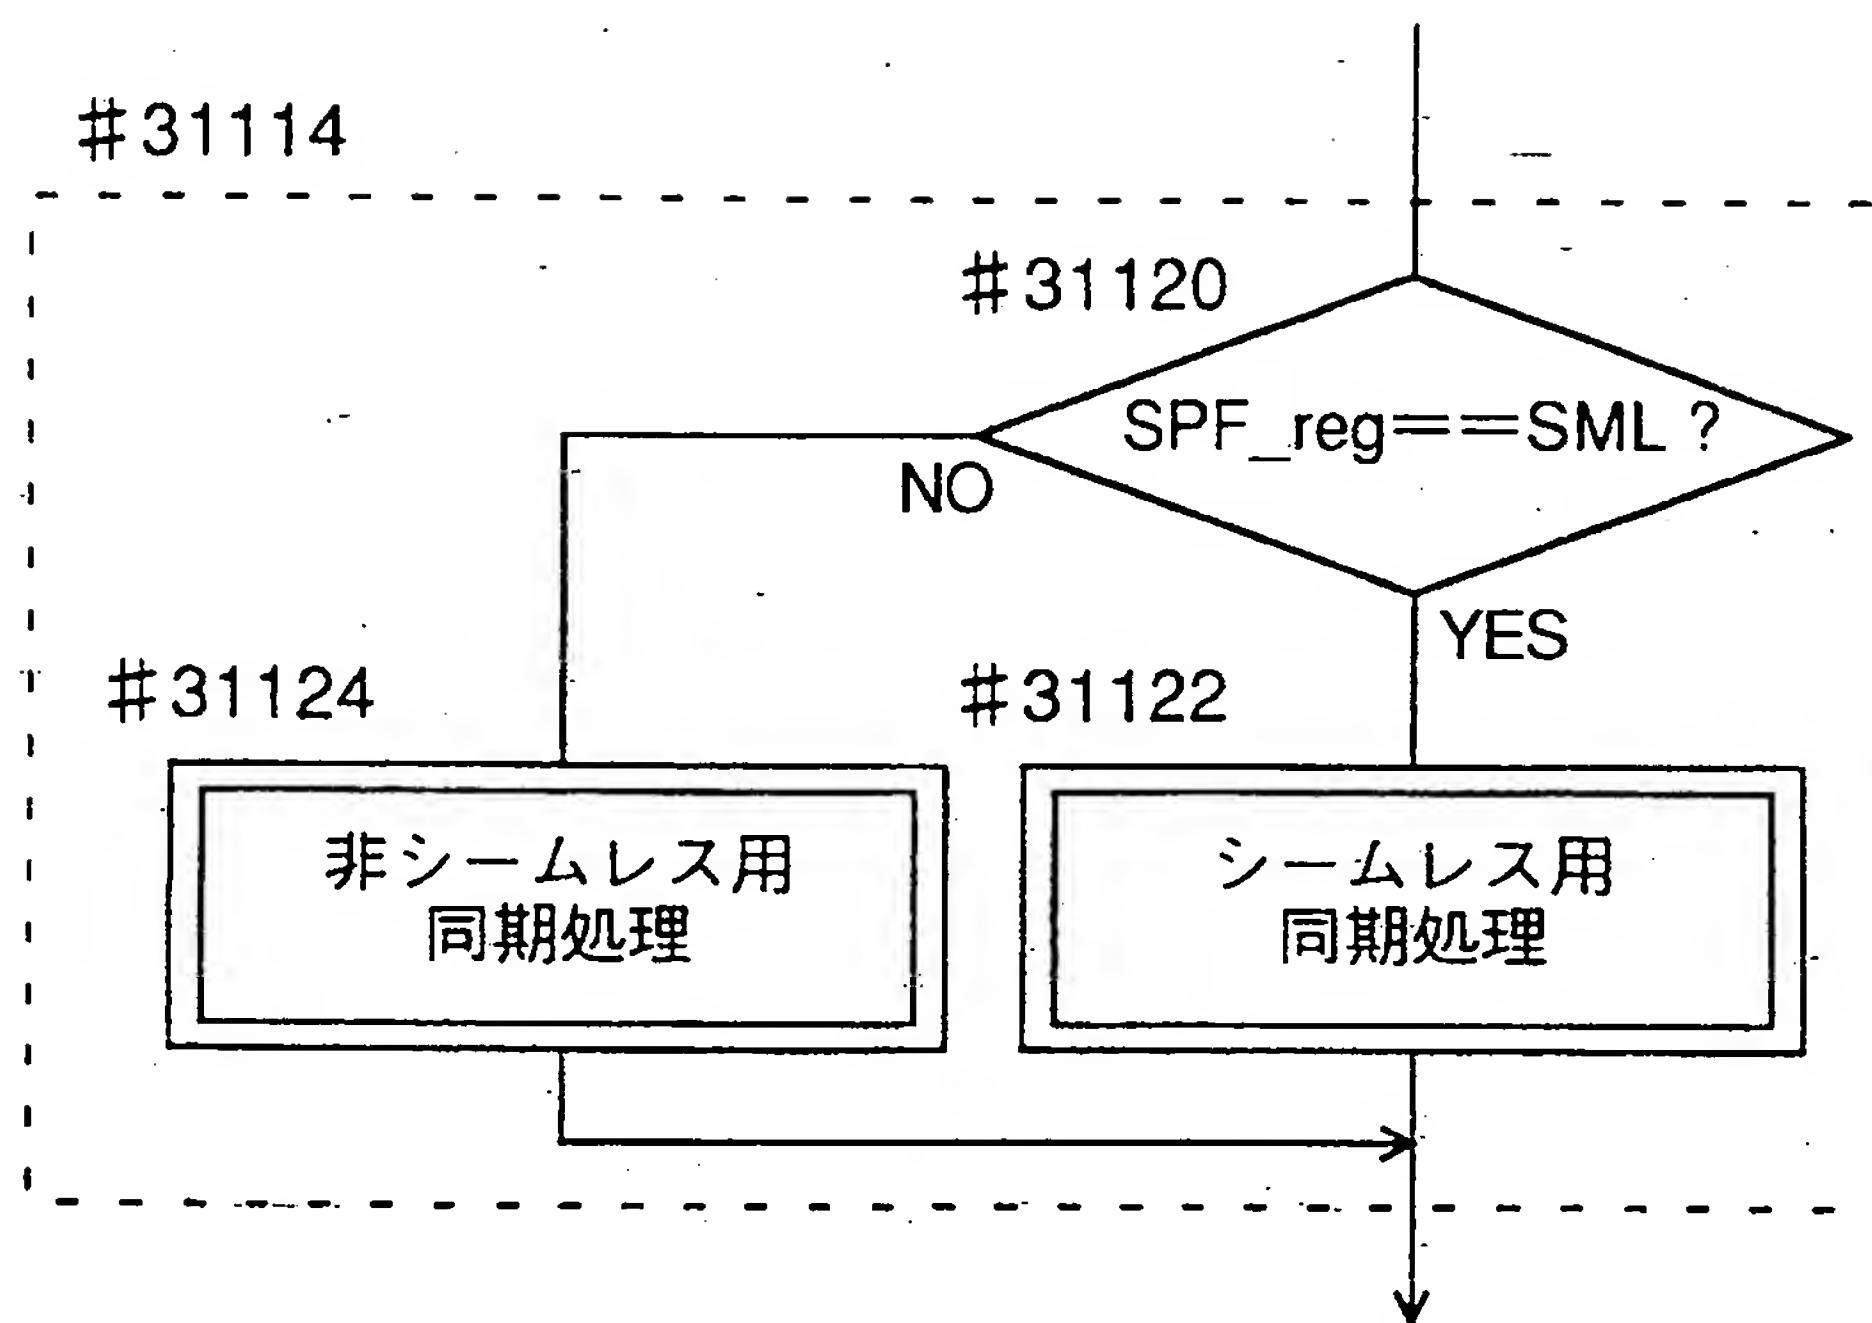 #31114
#31120
SPF_reg==SML?
NO
YES
#31124
#31122
非シームレス用
同期処理
シームレス用
同期処理